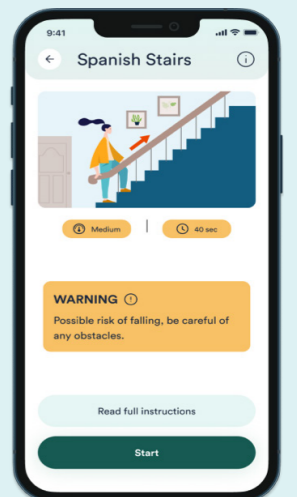 9:41
Spanish Stairs
Medium
40 sec
WARNING
Possible risk of falling, be careful of
any obstacles.
Read full instructions
Start